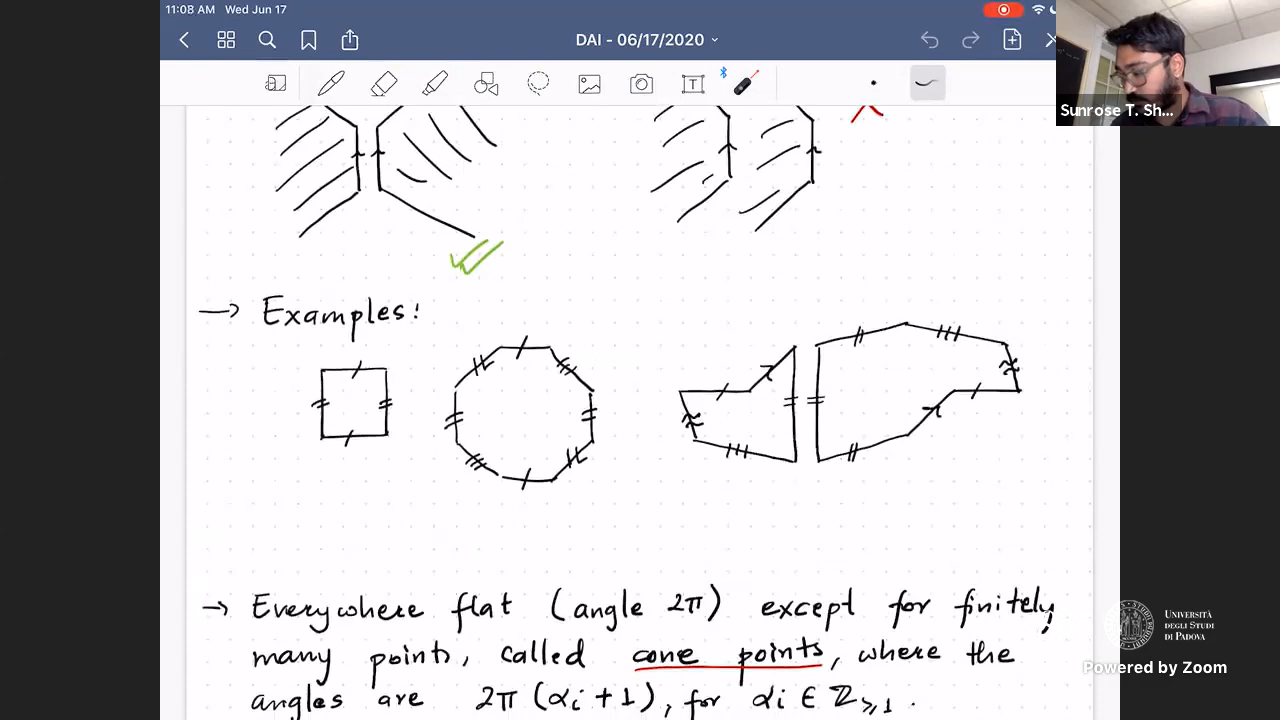 11:08 AM Wed Jun 17
DAI - 06/17/2020
T
Sunrose T. Sh...
→ Examples:
→ Everywhere flat (angle 2π) except for finitely
many points, called cone points, where the
angles are 2π (αi + 1), for αi ∈ ℤ≥1.
UNIVERSITÀ
DEGLI STUDI
DI PADOVA
Powered by Zoom